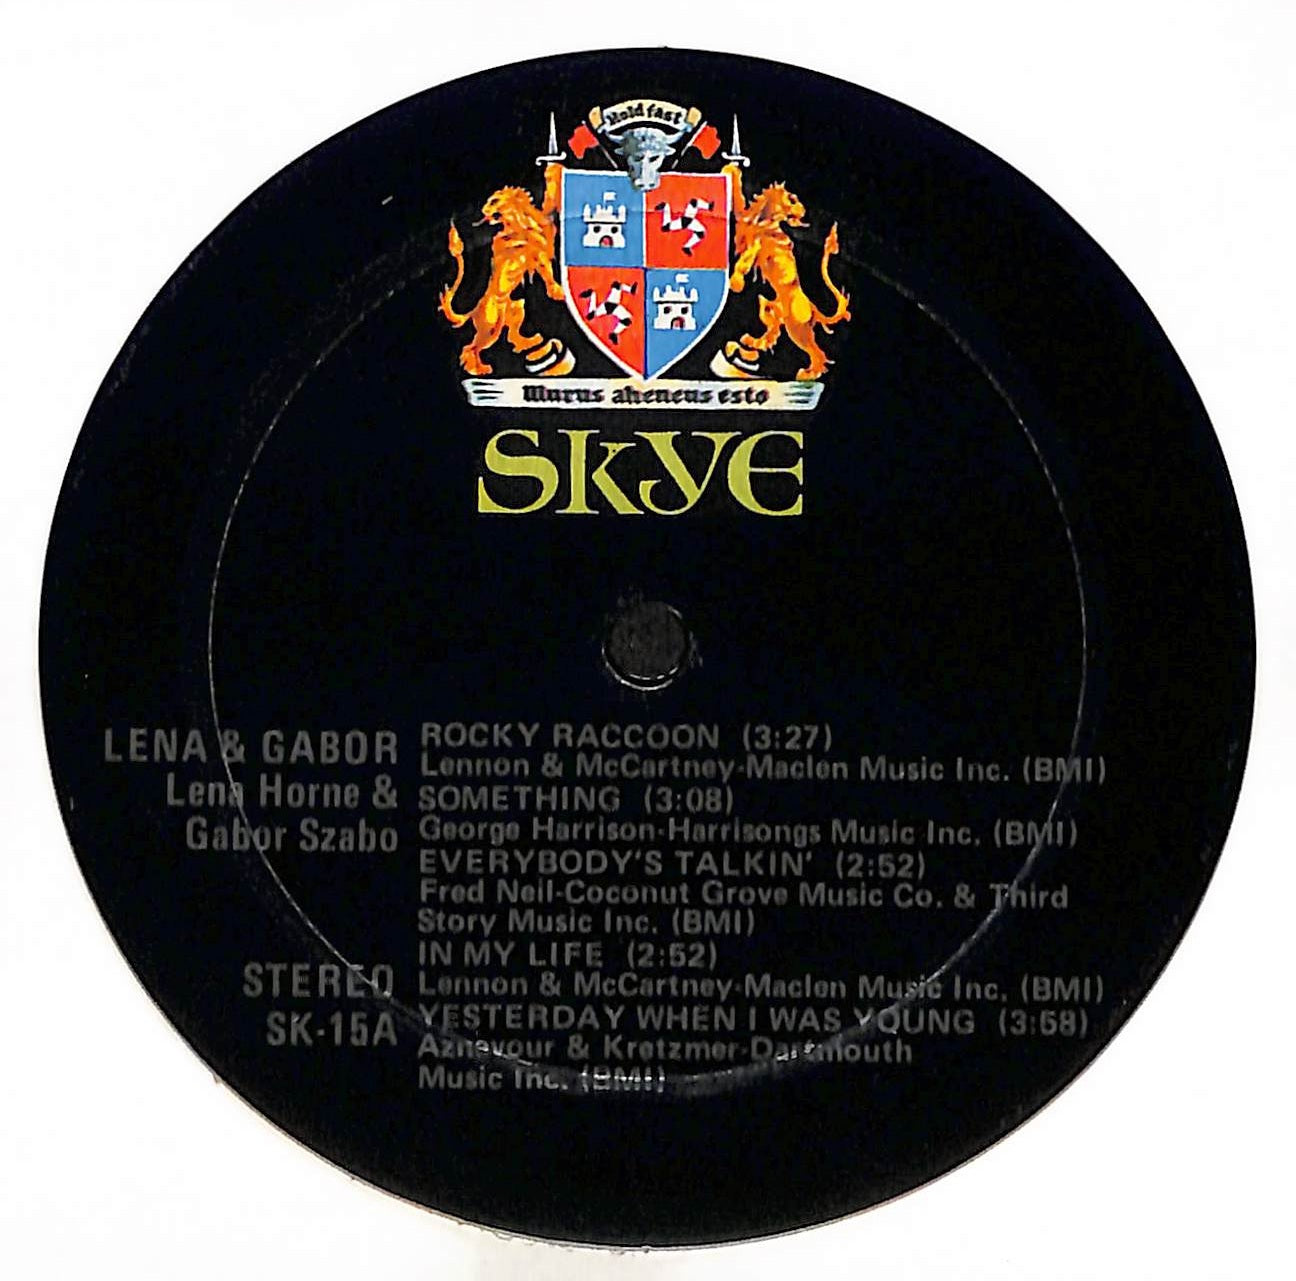 Hold fast
Murus aheneus esto
SKYE
LENA & GABOR
Lena Horne &
Gabor Szabo
STEREO
SK-15A
ROCKY RACCOON (3:27)
Lennon & McCartney-Maclen Music Inc. (BMI)
SOMETHING (3:08)
George Harrison-Harrisongs Music Inc. (BMI)
EVERYBODY'S TALKIN' (2:52)
Fred Neil-Coconut Grove Music Co. & Third
Story Music Inc. (BMI)
IN MY LIFE (2:52)
Lennon & McCartney-Maclen Music Inc. (BMI)
YESTERDAY WHEN I WAS YOUNG (3:58)
Aznavour & Kretzmer-Dartmouth
Music Inc. (BMI)